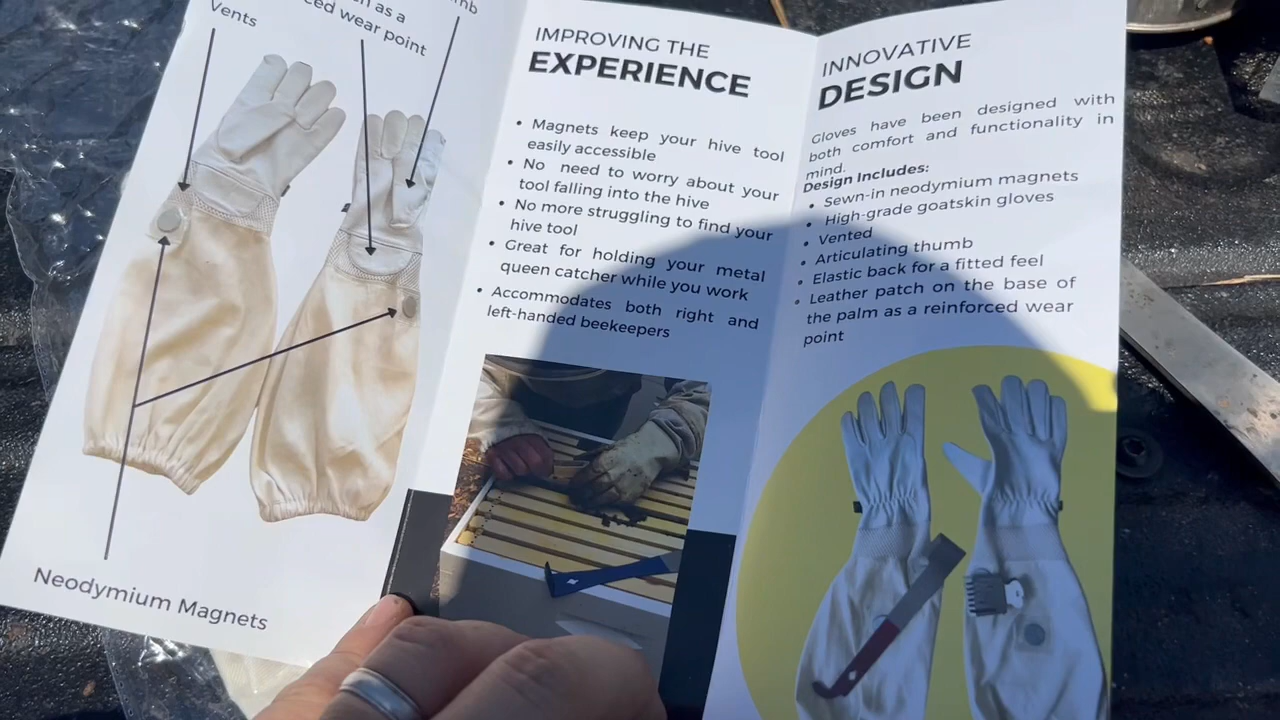 Vents
as a
wear point
IMPROVING THE
EXPERIENCE
• Magnets keep your hive tool
easily accessible
• No need to worry about your
tool falling into the hive
• No more struggling to find your
hive tool
• Great for holding your metal
queen catcher while you work
• Accommodates both right and
left-handed beekeepers
INNOVATIVE
DESIGN
Gloves have been designed with
both comfort and functionality in
mind.
Design Includes:
• Sewn-in neodymium magnets
• High-grade goatskin gloves
• Vented
• Articulating thumb
• Elastic back for a fitted feel
• Leather patch on the base of
the palm as a reinforced wear
point
Neodymium Magnets